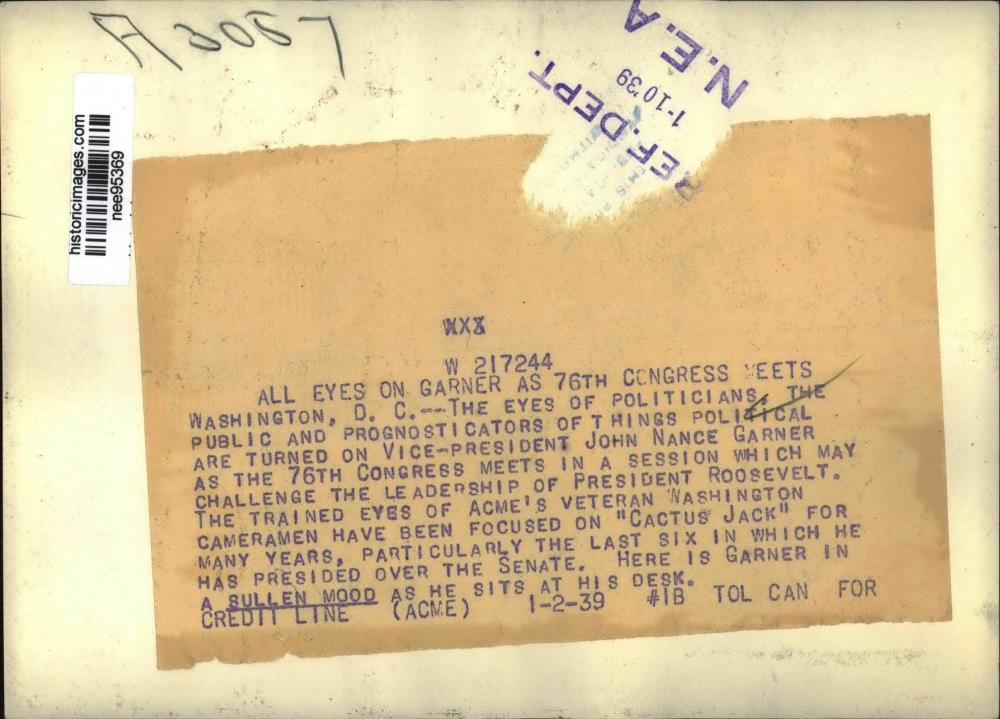 A 3057
N.E.A
REF. DEPT.
1-10'39
historicimages.com
nee95369
WXX
W 217244
ALL EYES ON GARNER AS 76TH CONGRESS MEETS
WASHINGTON, D. C.--THE EYES OF POLITICIANS, THE
PUBLIC AND PROGNOSTICATORS OF THINGS POLITICAL
ARE TURNED ON VICE-PRESIDENT JOHN NANCE GARNER
AS THE 76TH CONGRESS MEETS IN A SESSION WHICH MAY
CHALLENGE THE LEADERSHIP OF PRESIDENT ROOSEVELT.
THE TRAINED EYES OF ACME'S VETERAN WASHINGTON
CAMERAMEN HAVE BEEN FOCUSED ON "CACTUS JACK" FOR
MANY YEARS, PARTICULARLY THE LAST SIX IN WHICH HE
HAS PRESIDED OVER THE SENATE. HERE IS GARNER IN
A SULLEN MOOD AS HE SITS AT HIS DESK.
CREDIT LINE (ACME) 1-2-39 #1B TOL CAN FOR